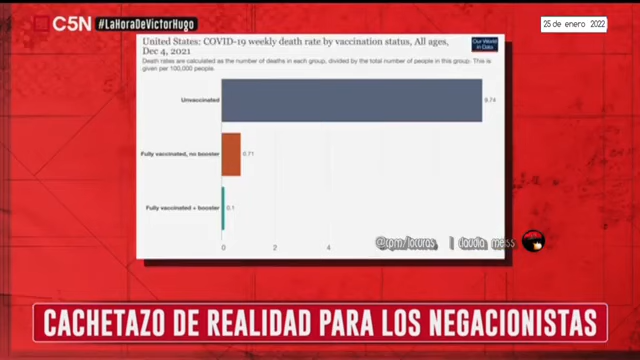 C5N
#LaHoraDeVictorHugo
25 de enero 2022
United States: COVID-19 weekly death rate by vaccination status, All ages,
Dec 4, 2021
Our World
in Data
Death rates are calculated as the number of deaths in each group, divided by the total number of people in this group. This is
given per 100,000 people.
Unvaccinated
9.74
Fully vaccinated, no booster
0.71
Fully vaccinated + booster
0.1
0 2 4
claudia meiss
CACHETAZO DE REALIDAD PARA LOS NEGACIONISTAS